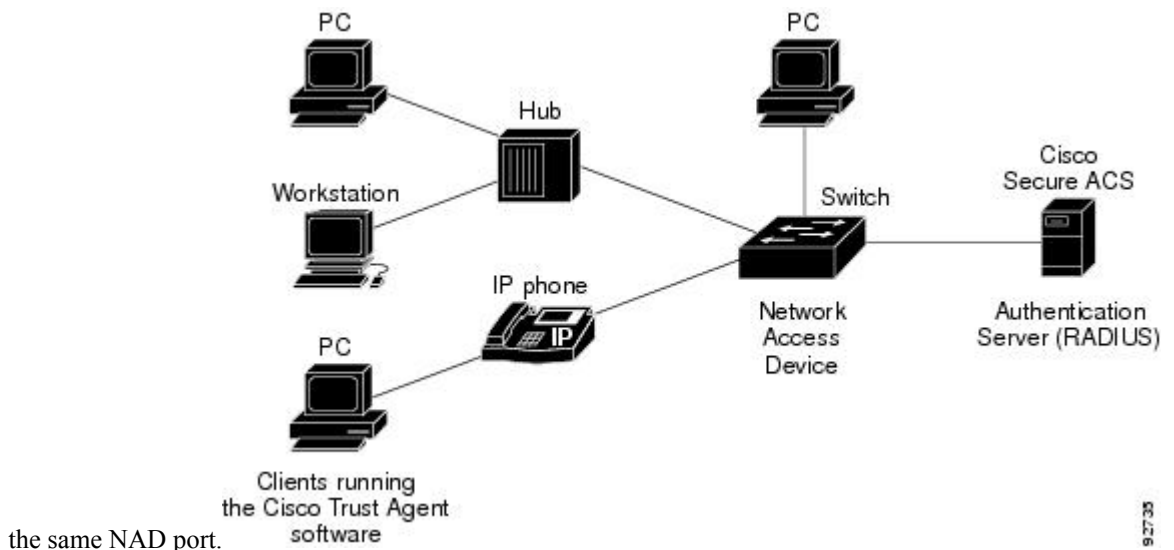 PC
PC
Hub
Cisco
Secure ACS
Workstation
Switch
IP phone
IP
Network
Access
Device
Authentication
Server (RADIUS)
PC
Clients running
the Cisco Trust Agent
software
the same NAD port.
92735